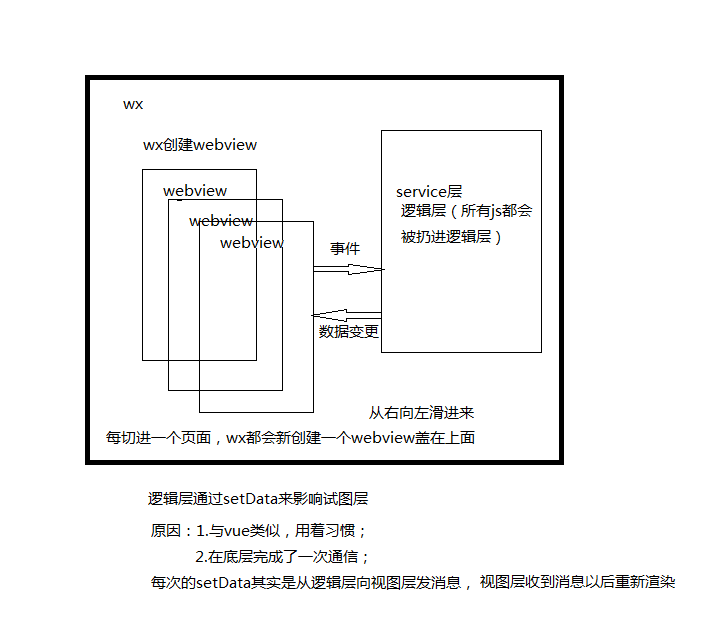 wx
wx创建webview
webview
webview
webview
service层
逻辑层（所有js都会
被扔进逻辑层）
事件
数据变更
从右向左滑进来
每切进一个页面，wx都会新创建一个webview盖在上面
逻辑层通过setData来影响试图层
原因：1.与vue类似，用着习惯；
2.在底层完成了一次通信；
每次的setData其实是从逻辑层向视图层发消息，视图层收到消息以后重新渲染